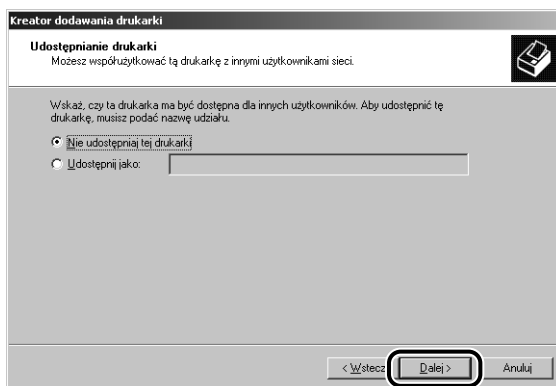 Kreator dodawania drukarki
Udostępnianie drukarki
Możesz współużytkować tą drukarkę z innymi użytkownikami sieci.
Wskaż, czy ta drukarka ma być dostępna dla innych użytkowników. Aby udostępnić tę
drukarkę, musisz podać nazwę udziału.
Nie udostępniaj tej drukarki
Udostępnij jako:
< Wstecz Dalej > Anuluj